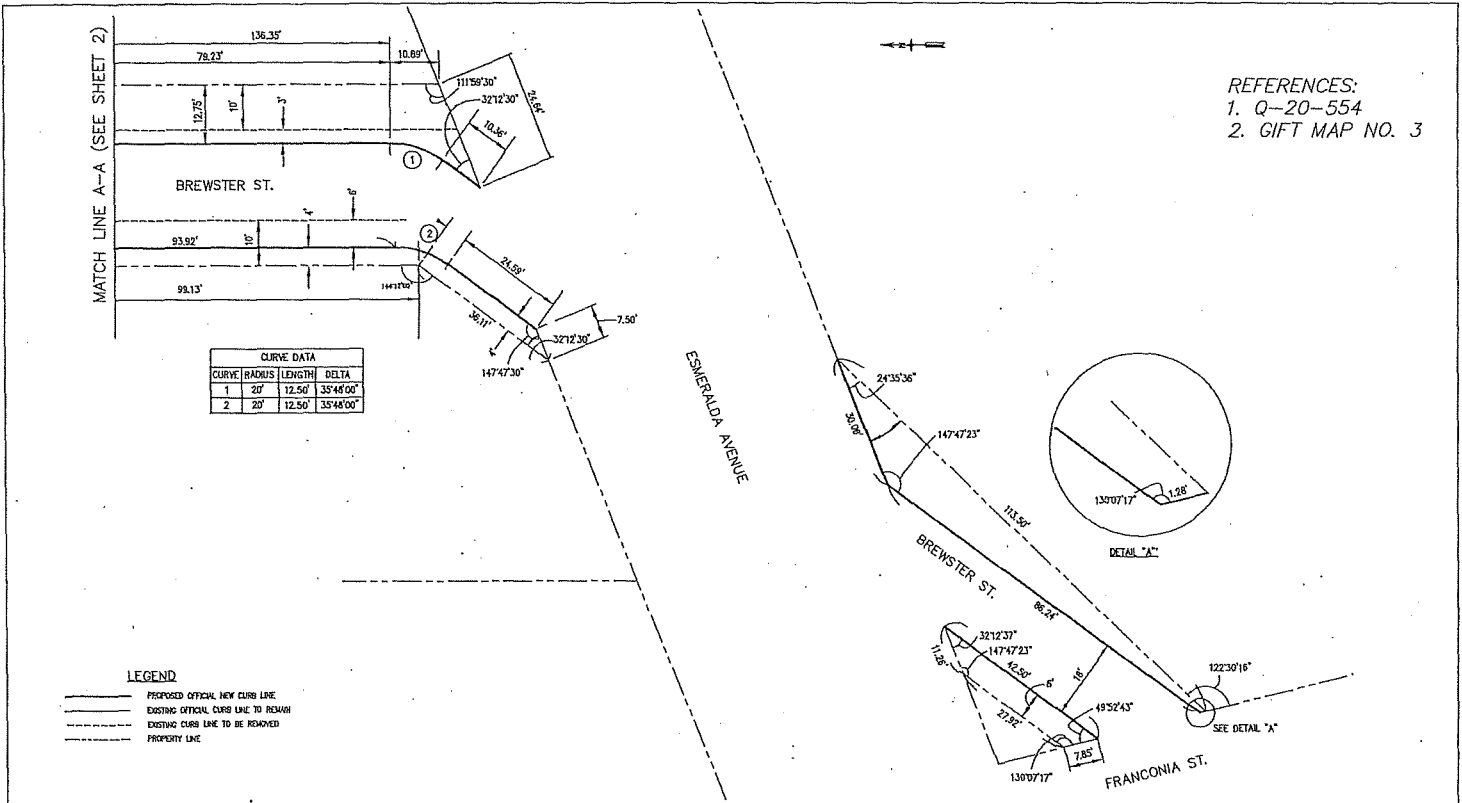 MATCH LINE A-A (SEE SHEET 2)
136.35'
79.23'
10.89'
111°59'30"
32°12'30"
24.64'
10.36'
12.75'
10'
3'
1
BREWSTER ST.
6'
4'
10'
93.92'
2
99.13'
24.59'
36.11'
4'
7.50'
32°12'30"
147°47'30"
CURVE DATA
CURVE RADIUS LENGTH DELTA
1 20' 12.50' 35°48'00"
2 20' 12.50' 35°48'00"
ESMERALDA AVENUE
REFERENCES:
1. Q-20-554
2. GIFT MAP NO. 3
24°35'36"
147°47'23"
113.50'
BREWSTER ST.
86.24'
130°07'17"
1.28'
DETAIL "A"
32°12'37"
147°47'23"
11.26'
42.50'
6'
18'
27.92'
49°52'43"
7.85'
130°07'17"
122°30'16"
SEE DETAIL "A"
FRANCONIA ST.
LEGEND
PROPOSED OFFICIAL NEW CURB LINE
EXISTING OFFICIAL CURB LINE TO REMAIN
EXISTING CURB LINE TO BE REMOVED
PROPERTY LINE